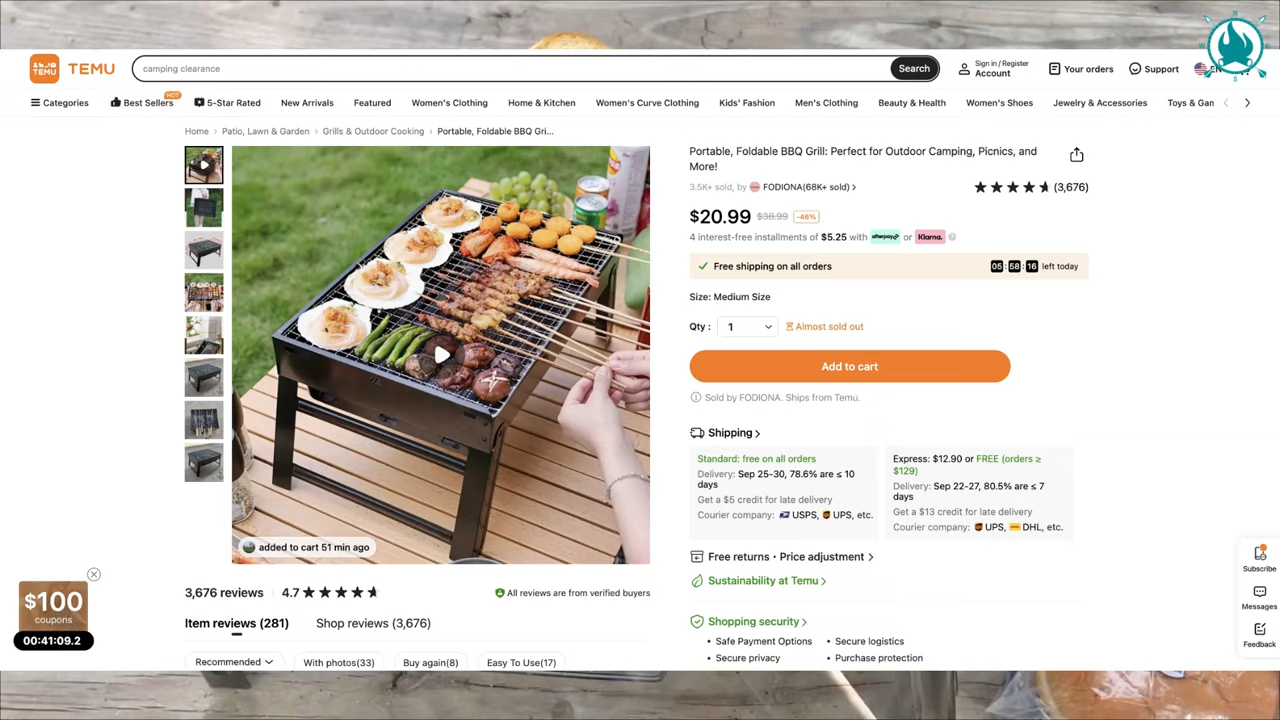 TEMU
TEMU
camping clearance
Search
Sign in / Register
Account
Your orders
Support
EN
Categories
Best Sellers
HOT
5-Star Rated
New Arrivals
Featured
Women's Clothing
Home & Kitchen
Women's Curve Clothing
Kids' Fashion
Men's Clothing
Beauty & Health
Women's Shoes
Jewelry & Accessories
Toys & Gan
Home › Patio, Lawn & Garden › Grills & Outdoor Cooking › Portable, Foldable BBQ Gri...
Portable, Foldable BBQ Grill: Perfect for Outdoor Camping, Picnics, and
More!
3.5K+ sold, by FODIONA(68K+ sold) ›
(3,676)
$20.99 $38.99 -46%
4 interest-free installments of $5.25 with afterpay or Klarna. ?
Free shipping on all orders
05:58:16 left today
Size: Medium Size
Qty : 1
Almost sold out
Add to cart
Sold by FODIONA. Ships from Temu.
Shipping ›
Standard: free on all orders
Delivery: Sep 25-30, 78.6% are ≤ 10
days
Get a $5 credit for late delivery
Courier company: USPS, UPS, etc.
Express: $12.90 or FREE (orders ≥
$129)
Delivery: Sep 22-27, 80.5% are ≤ 7
days
Get a $13 credit for late delivery
Courier company: UPS, DHL, etc.
Free returns · Price adjustment ›
Sustainability at Temu ›
Shopping security ›
• Safe Payment Options
• Secure logistics
• Secure privacy
• Purchase protection
added to cart 51 min ago
3,676 reviews
4.7
All reviews are from verified buyers
Item reviews (281)
Shop reviews (3,676)
Recommended
With photos(33)
Buy again(8)
Easy To Use(17)
$100
coupons
00:41:09.2
Subscribe
Messages
Feedback
N
S